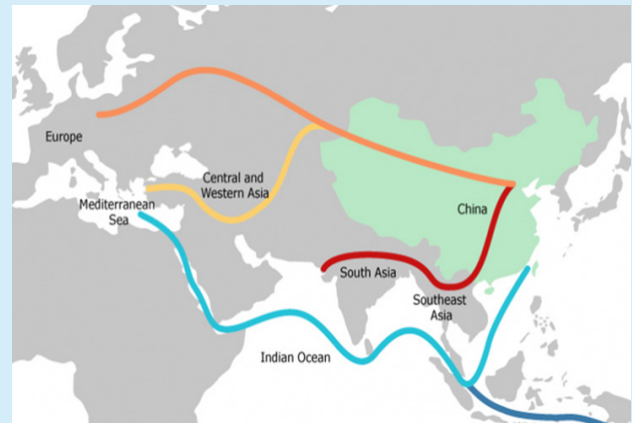 Europe
Central and
Western Asia
Mediterranean
Sea
China
South Asia
Southeast
Asia
Indian Ocean